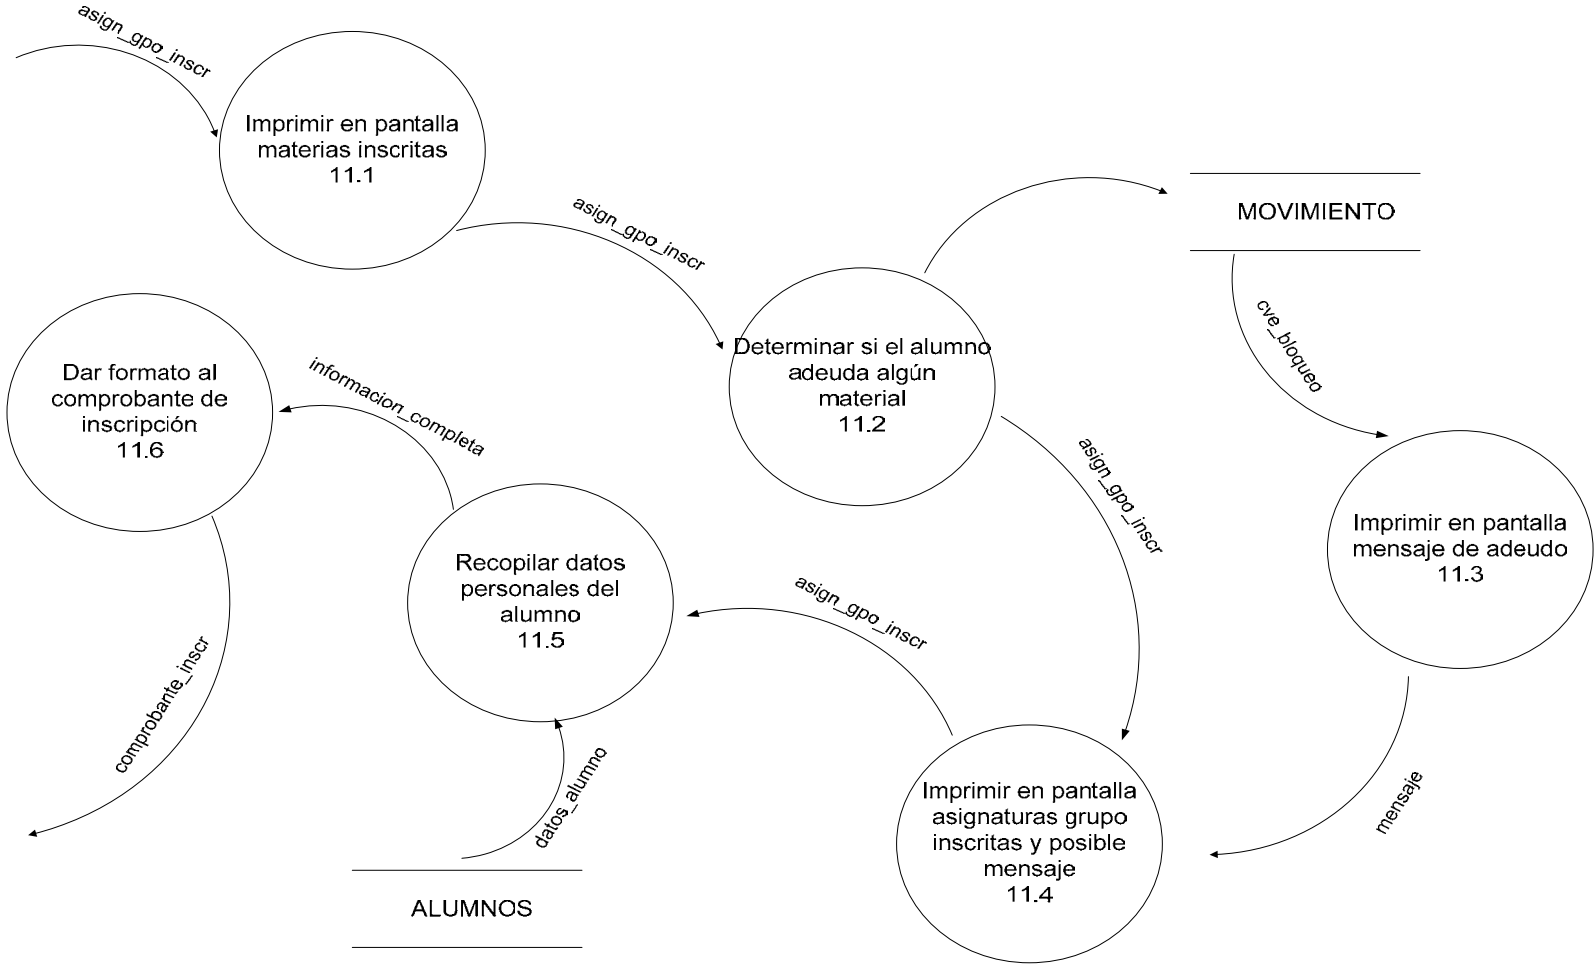 asign_gpo_inscr
Imprimir en pantalla
materias inscritas
11.1
asign_gpo_inscr
MOVIMIENTO
cve_bloqueo
Determinar si el alumno
adeuda algún
material
11.2
Dar formato al
comprobante de
inscripción
11.6
informacion_completa
asign_gpo_inscr
Imprimir en pantalla
mensaje de adeudo
11.3
Recopilar datos
personales del
alumno
11.5
asign_gpo_inscr
comprobante_inscr
datos_alumno
mensaje
Imprimir en pantalla
asignaturas grupo
inscritas y posible
mensaje
11.4
ALUMNOS